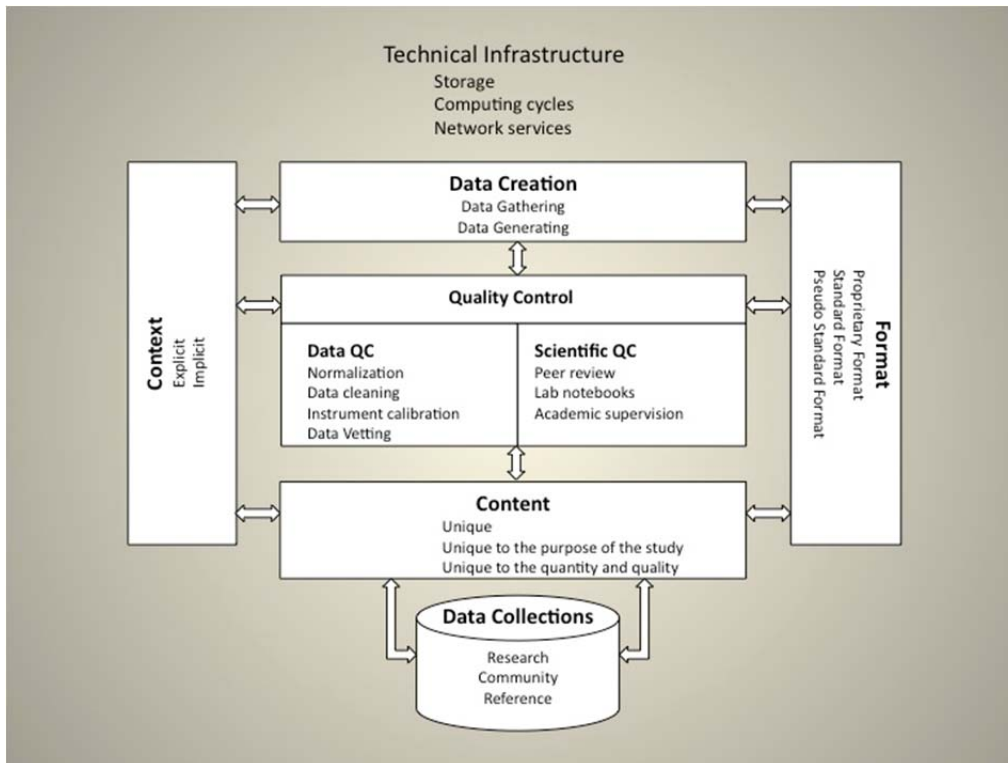 Technical Infrastructure
Storage
Computing cycles
Network services
Data Creation
Data Gathering
Data Generating
Context
Explicit
Implicit
Quality Control
Data QC
Normalization
Data cleaning
Instrument calibration
Data Vetting
Scientific QC
Peer review
Lab notebooks
Academic supervision
Format
Proprietary Format
Standard Format
Pseudo Standard Format
Content
Unique
Unique to the purpose of the study
Unique to the quantity and quality
Data Collections
Research
Community
Reference